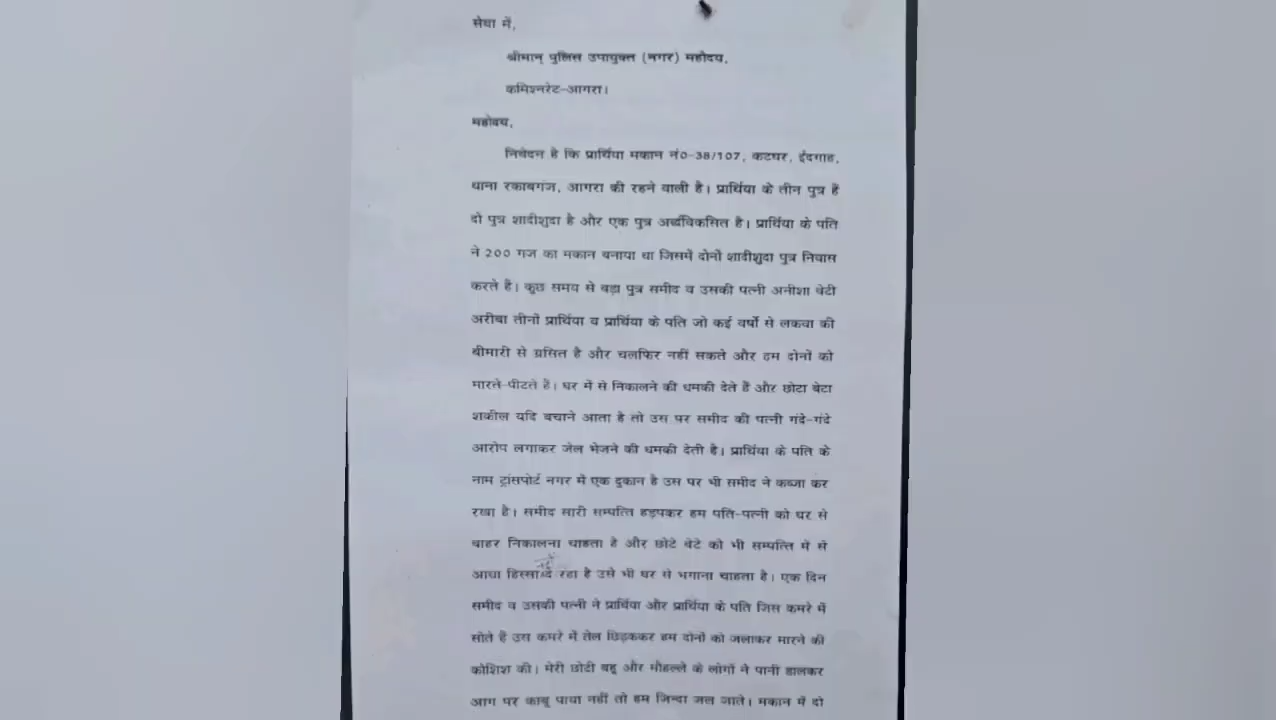 सेवा में,
श्रीमान् पुलिस उपायुक्त (नगर) महौदय,
कमिश्नरेट-आगरा।
महोदय,
निवेदन है कि प्रार्थिया मकान नं0-38/107, कटघर, ईदगाह,
थाना रकाबगंज, आगरा की रहने वाली है। प्रार्थिया के तीन पुत्र हैं
दो पुत्र शादीशुदा है और एक पुत्र अर्द्धविकसित है। प्रार्थिया के पति
ने 200 गज का मकान बनाया था जिसमें दोनों शादीशुदा पुत्र निवास
करते हैं। कुछ समय से बड़ा पुत्र समीद व उसकी पत्नी अनीशा बेटी
अरीबा तीनों प्रार्थिया व प्रार्थिया के पति जो कई वर्षो से लकवा की
बीमारी से ग्रसित है और चलफिर नहीं सकते और हम दोनों को
मारते-पीटते हैं। घर में से निकालने की धमकी देते हैं और छोटा बेटा
शकील यदि बचाने आता है तो उस पर समीद की पत्नी गंदे-गंदे
आरोप लगाकर जेल भेजने की धमकी देती है। प्रार्थिया के पति के
नाम ट्रांसपोर्ट नगर में एक दुकान है उस पर भी समीद ने कब्जा कर
रखा है। समीद सारी सम्पत्ति हड़पकर हम पति-पत्नी को घर से
बाहर निकालना चाहता है और छोटे बेटे को भी सम्पत्ति में से
आधा हिस्सा नहीं दे रहा है उसे भी घर से भगाना चाहता है। एक दिन
समीद व उसकी पत्नी ने प्रार्थिया और प्रार्थिया के पति जिस कमरे में
सोते हैं उस कमरे में तेल छिड़ककर हम दोनों को जलाकर मारने की
कोशिश की। मेरी छोटी बहु और मौहल्ले के लोगों ने पानी डालकर
आग पर काबू पाया नहीं तो हम जिन्दा जल जाते। मकान में दो